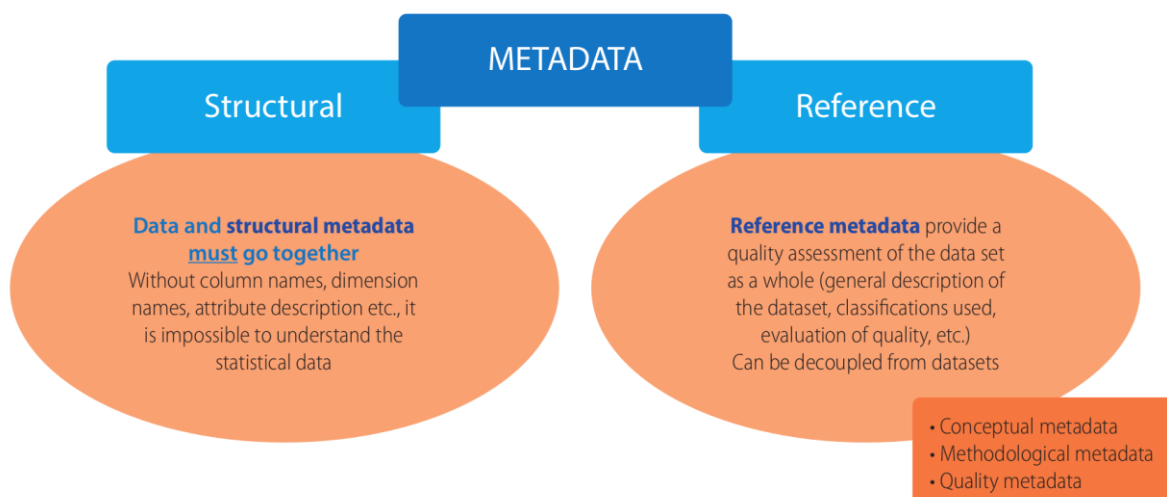 METADATA
Structural
Reference
Data and structural metadata
must go together
Without column names, dimension
names, attribute description etc., it
is impossible to understand the
statistical data
Reference metadata provide a
quality assessment of the data set
as a whole (general description of
the dataset, classifications used,
evaluation of quality, etc.)
Can be decoupled from datasets
• Conceptual metadata
• Methodological metadata
• Quality metadata